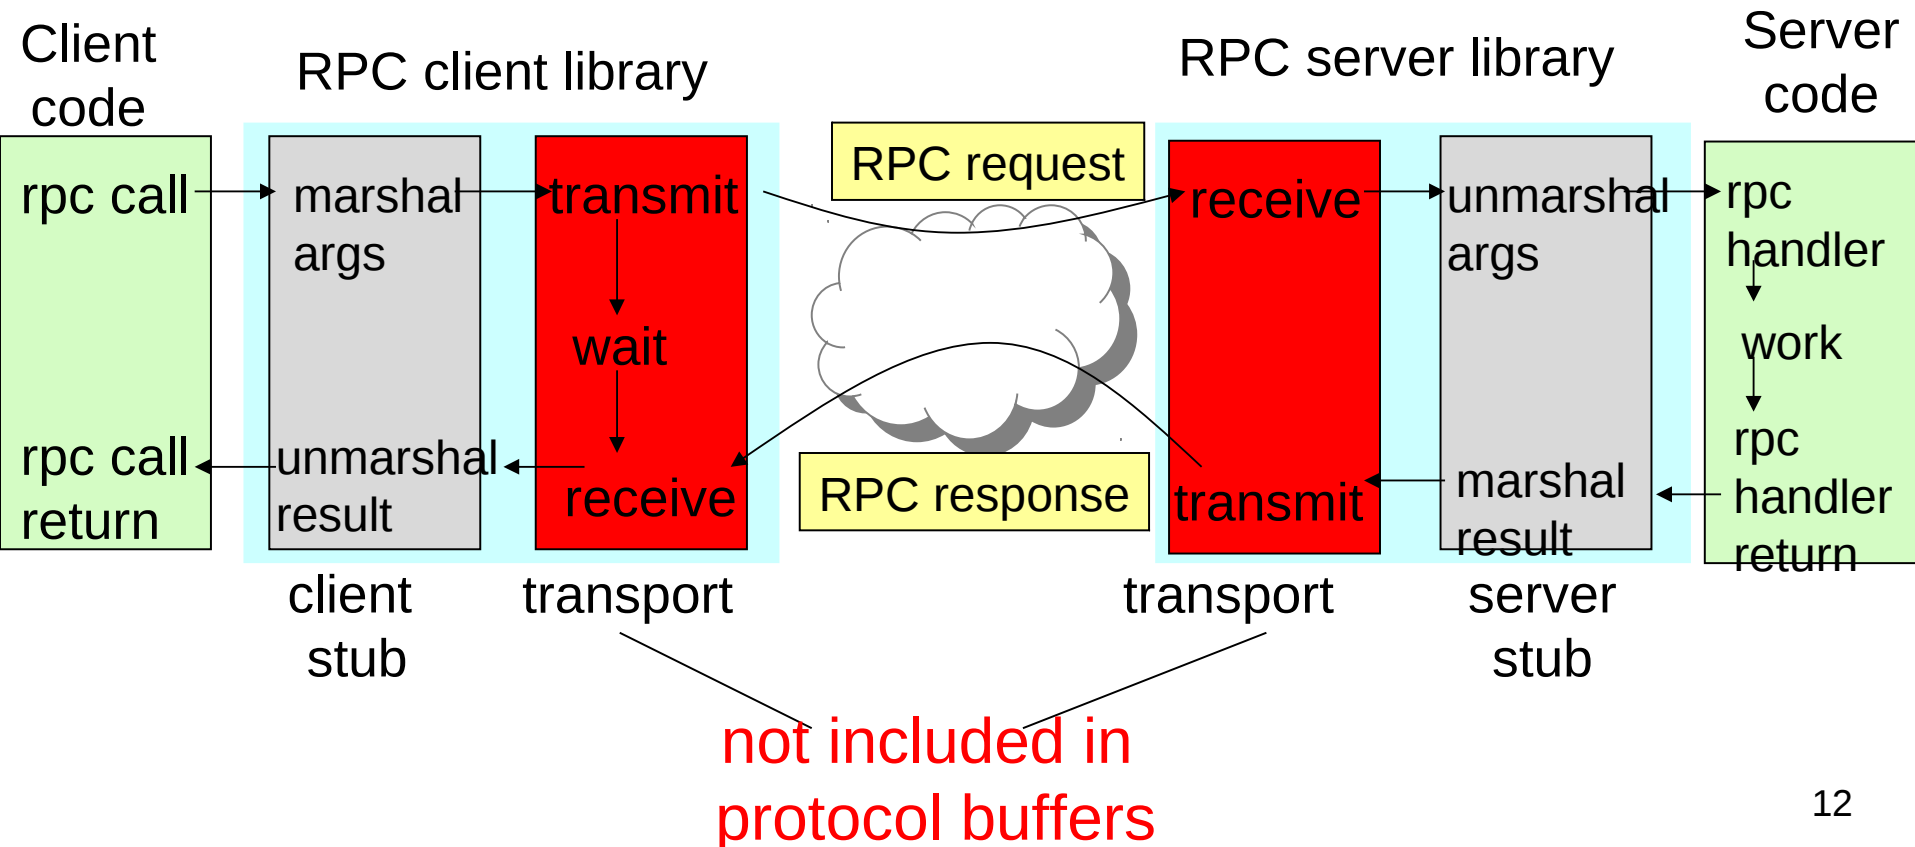 Client
code
RPC client library
RPC server library
Server
code
rpc call
marshal
args
transmit
wait
receive
unmarshal
result
rpc call
return
RPC request
RPC response
receive
transmit
unmarshal
args
marshal
result
rpc
handler
work
rpc
handler
return
client
stub
transport
transport
server
stub
not included in
protocol buffers
12